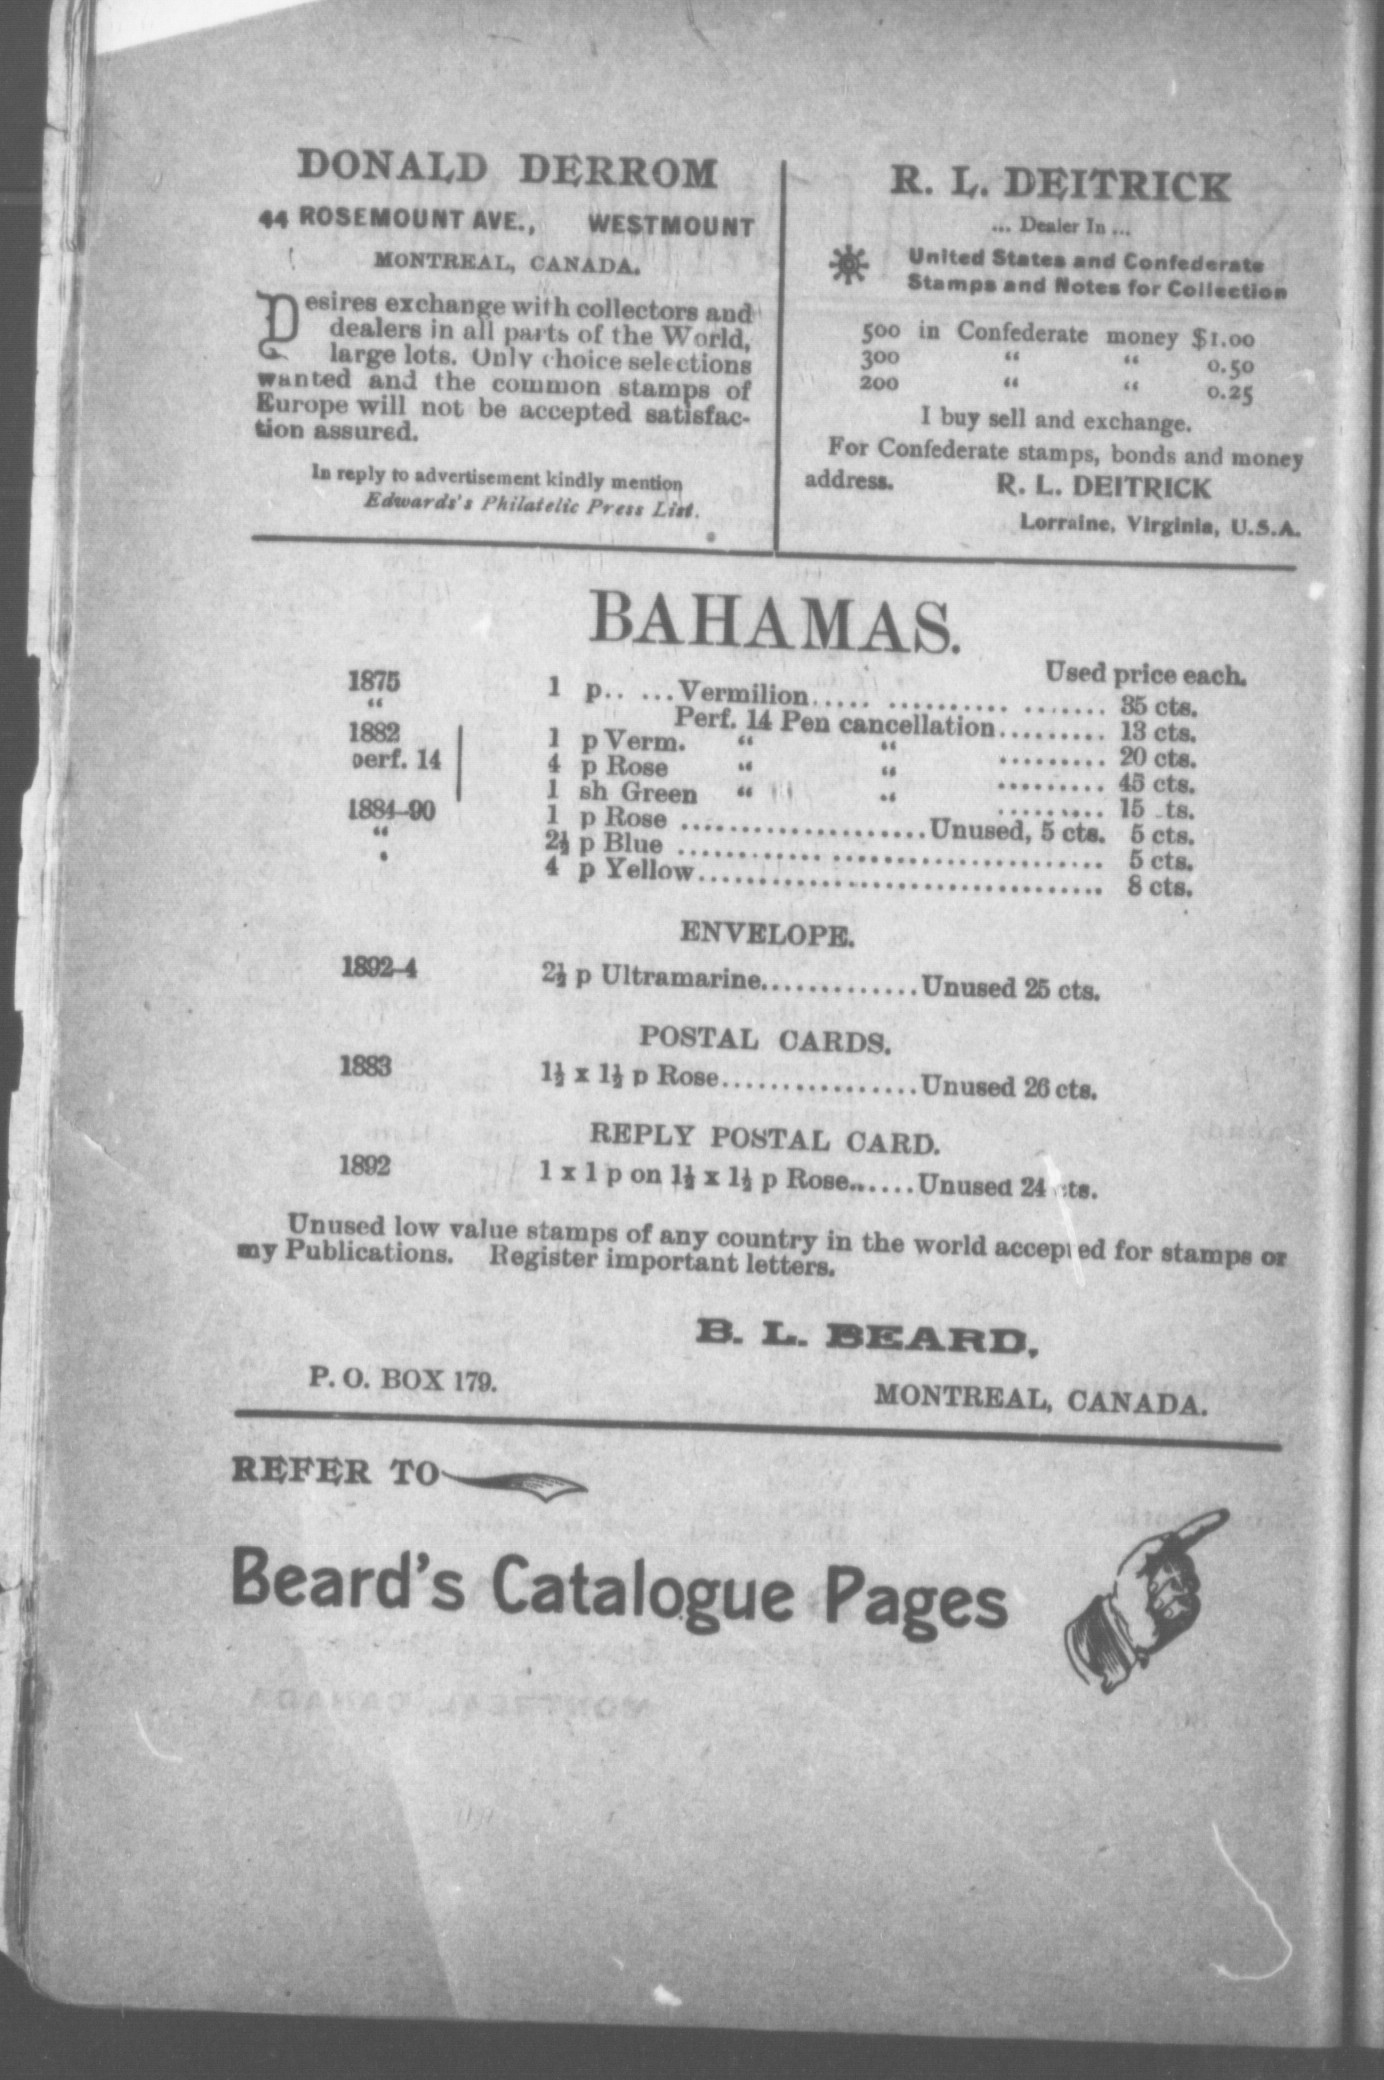 DONALD DERROM
44 ROSEMOUNT AVE., WESTMOUNT
MONTREAL, CANADA.
Desires exchange with collectors and
dealers in all parts of the World,
large lots. Only choice selections
wanted and the common stamps of
Europe will not be accepted satisfac-
tion assured.
In reply to advertisement kindly mention
Edwards's Philatelic Press List.
R. L. DEITRICK
... Dealer In ...
United States and Confederate
Stamps and Notes for Collection
500 in Confederate money $1.00
300 " " 0.50
200 " " 0.25
I buy sell and exchange.
For Confederate stamps, bonds and money
address. R. L. DEITRICK
Lorraine, Virginia, U.S.A.
BAHAMAS.
Used price each.
1875 1 p.. ...Vermilion..... .......... ....... 35 cts.
" Perf. 14 Pen cancellation......... 13 cts.
1882 1 p Verm. " " ......... 20 cts.
perf. 14 4 p Rose " " ......... 45 cts.
1 sh Green " " ......... 15 ts.
1884-90 1 p Rose .....................Unused, 5 cts. 5 cts.
" 2½ p Blue .................................... 5 cts.
4 p Yellow.................................. 8 cts.
ENVELOPE.
1892-4 2½ p Ultramarine.............Unused 25 cts.
POSTAL CARDS.
1883 1½ x 1½ p Rose................Unused 26 cts.
REPLY POSTAL CARD.
1892 1 x 1 p on 1½ x 1½ p Rose......Unused 24 cts.
Unused low value stamps of any country in the world accepted for stamps or
my Publications. Register important letters.
B. L. BEARD,
P. O. BOX 179.
MONTREAL, CANADA.
REFER TO
Beard's Catalogue Pages